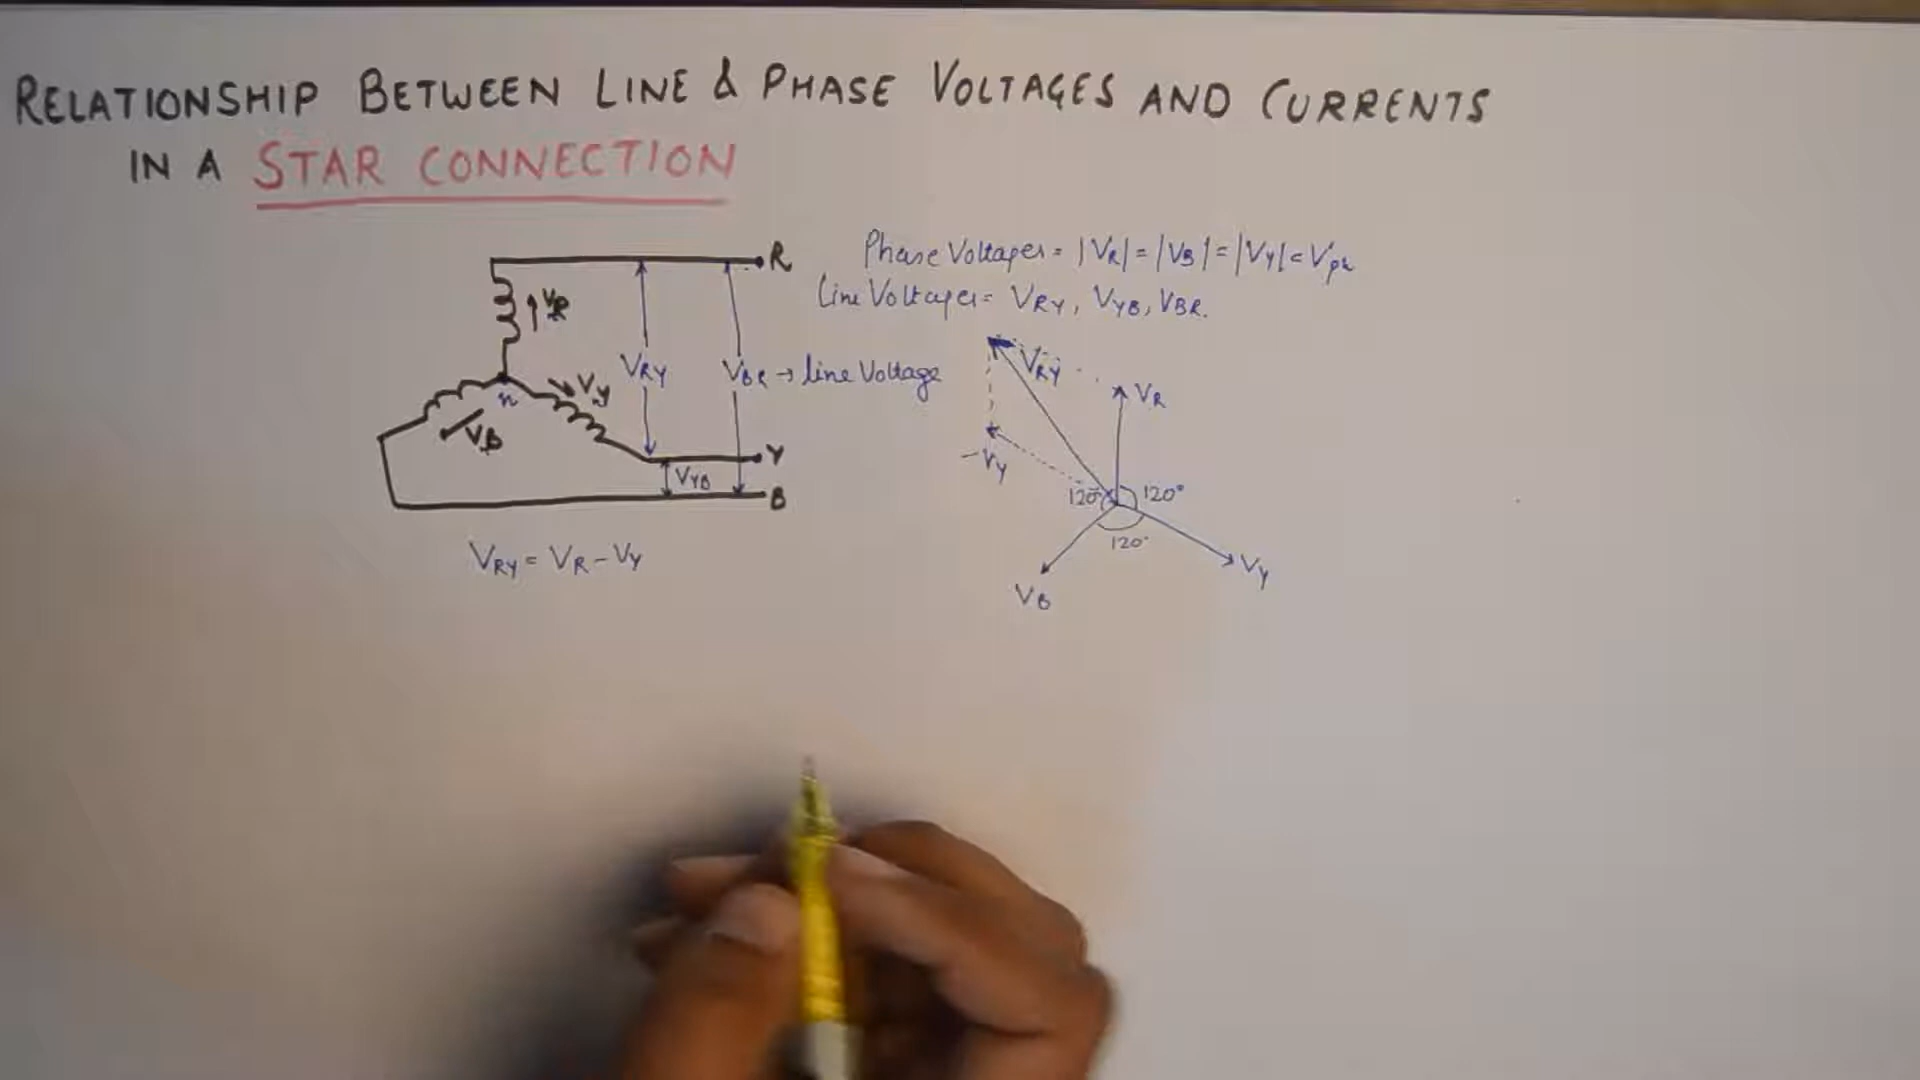 RELATIONSHIP BETWEEN LINE & PHASE VOLTAGES AND CURRENTS
IN A STAR CONNECTION
Phase Voltages = |VR| = |VB| = |VY| = Vph
Line Voltages = VRY, VYB, VBR.
R
VR
VRY
VBR → line Voltage
n
VY
VB
Y
VYB
B
VRY = VR - VY
VRY
VR
-VY
120°
120°
120°
VY
VB